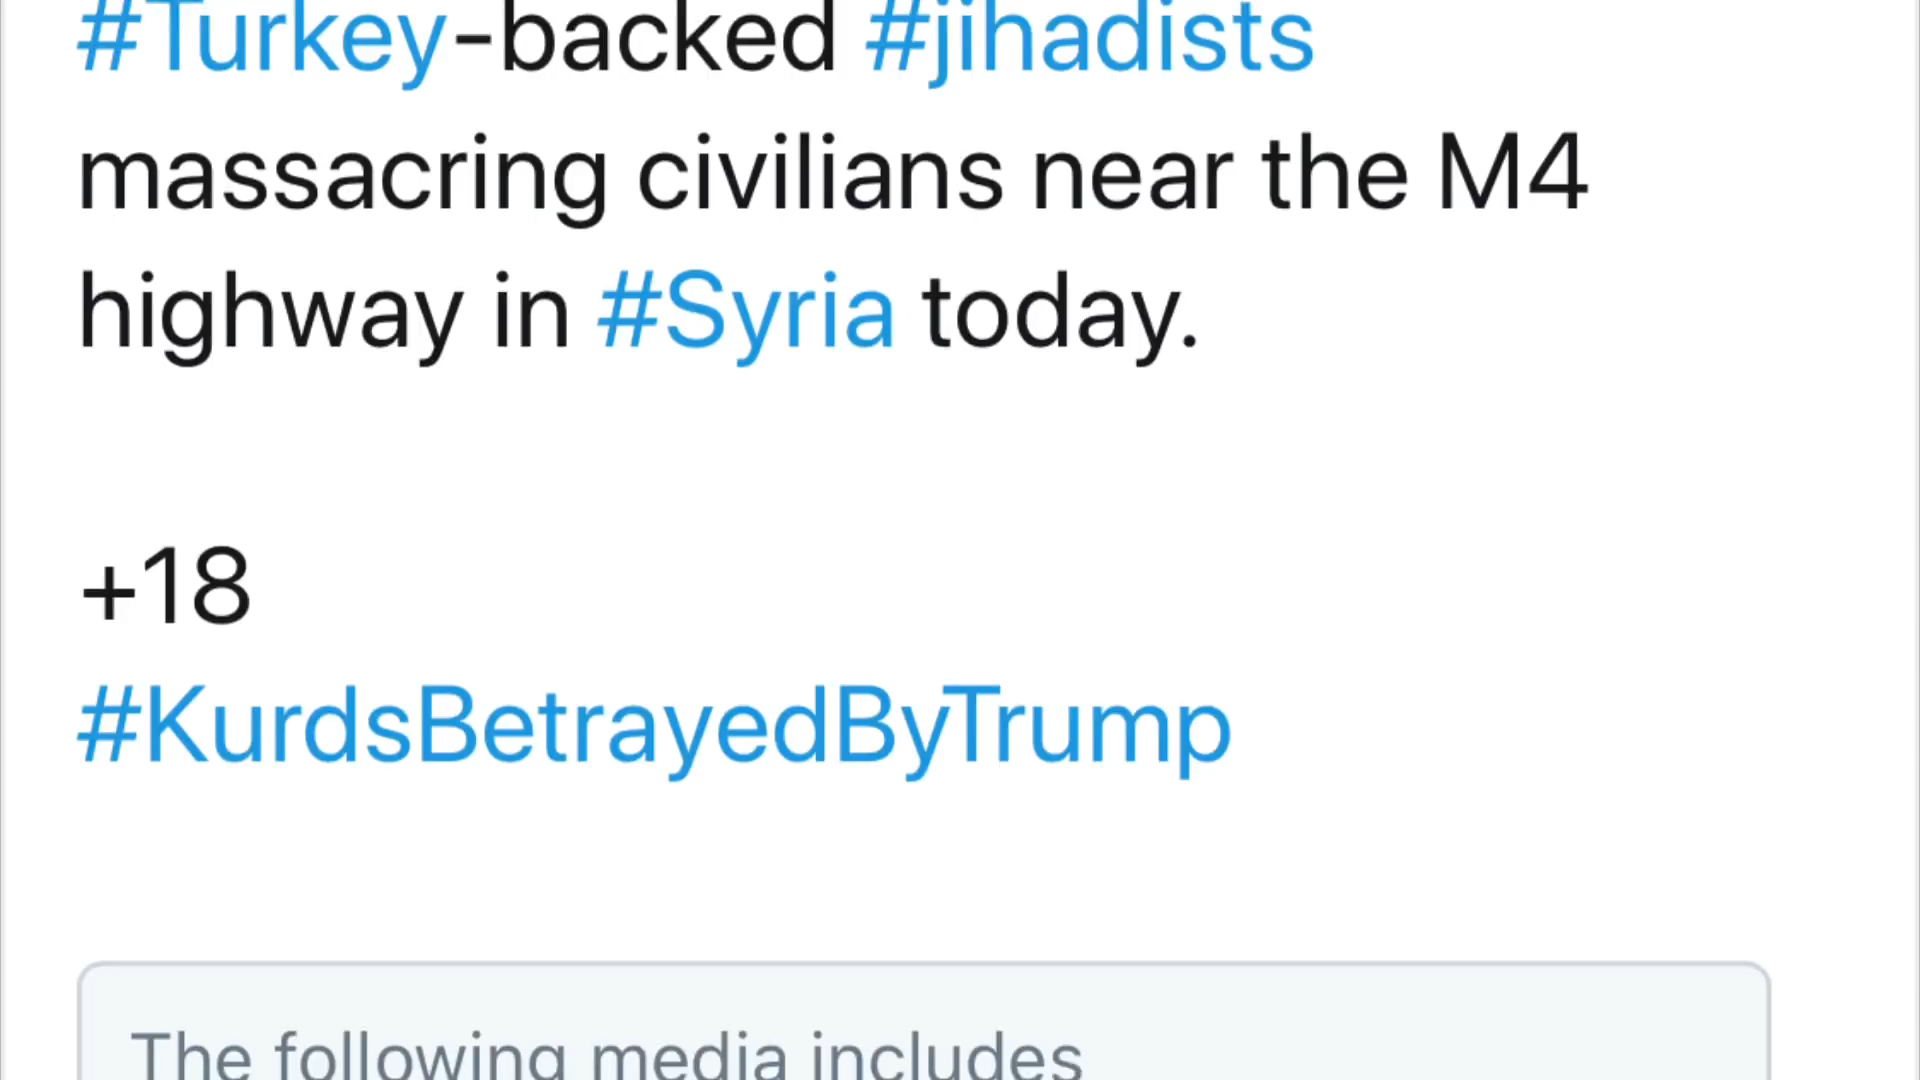 #Turkey-backed #jihadists
massacring civilians near the M4
highway in #Syria today.
+18
#KurdsBetrayedByTrump
The following media includes